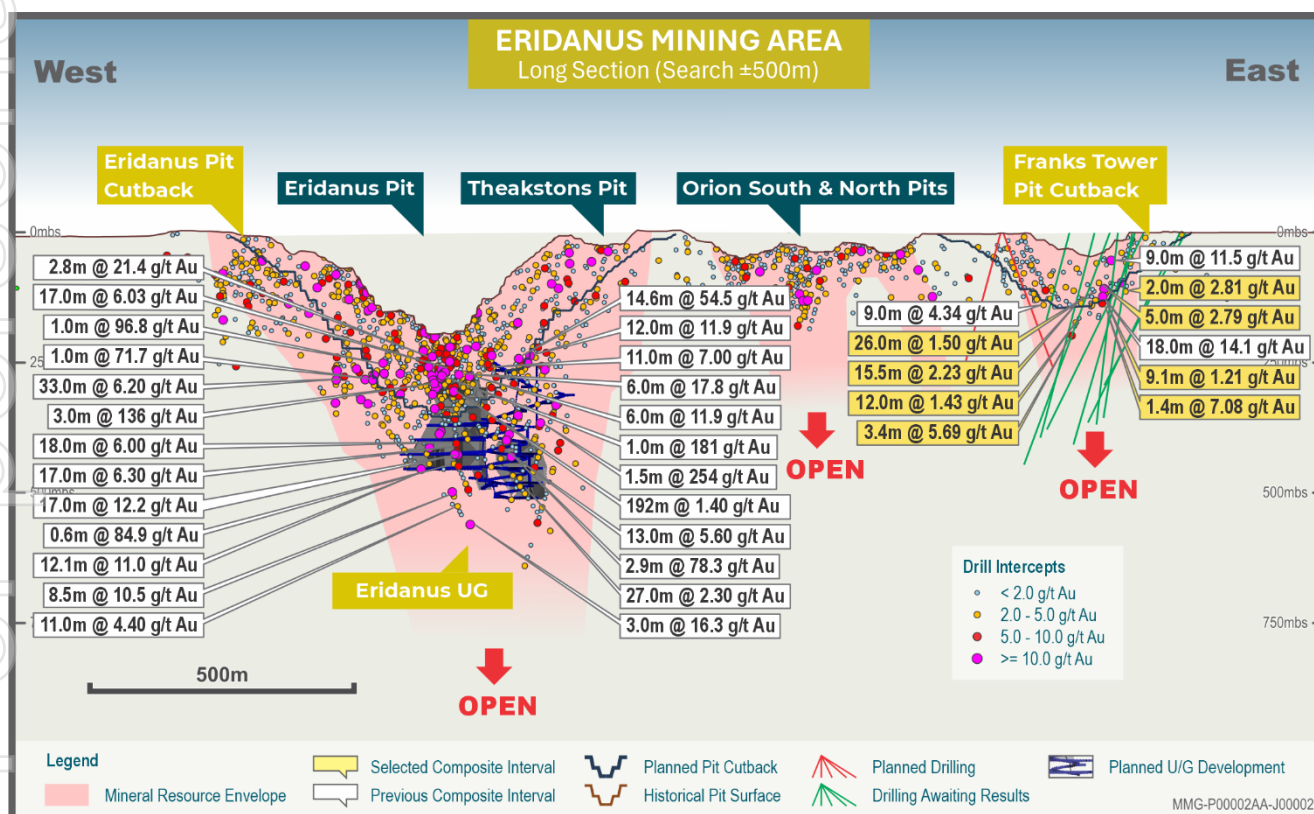 ERIDANUS MINING AREA
Long Section (Search ±500m)
West
East
Eridanus Pit
Cutback
Eridanus Pit
Theakstons Pit
Orion South & North Pits
Franks Tower
Pit Cutback
0mbs
0mbs
2.8m @ 21.4 g/t Au
17.0m @ 6.03 g/t Au
1.0m @ 96.8 g/t Au
1.0m @ 71.7 g/t Au
33.0m @ 6.20 g/t Au
3.0m @ 136 g/t Au
18.0m @ 6.00 g/t Au
17.0m @ 6.30 g/t Au
17.0m @ 12.2 g/t Au
0.6m @ 84.9 g/t Au
12.1m @ 11.0 g/t Au
8.5m @ 10.5 g/t Au
11.0m @ 4.40 g/t Au
14.6m @ 54.5 g/t Au
12.0m @ 11.9 g/t Au
11.0m @ 7.00 g/t Au
6.0m @ 17.8 g/t Au
6.0m @ 11.9 g/t Au
1.0m @ 181 g/t Au
1.5m @ 254 g/t Au
192m @ 1.40 g/t Au
13.0m @ 5.60 g/t Au
2.9m @ 78.3 g/t Au
27.0m @ 2.30 g/t Au
3.0m @ 16.3 g/t Au
9.0m @ 4.34 g/t Au
26.0m @ 1.50 g/t Au
15.5m @ 2.23 g/t Au
12.0m @ 1.43 g/t Au
3.4m @ 5.69 g/t Au
9.0m @ 11.5 g/t Au
2.0m @ 2.81 g/t Au
5.0m @ 2.79 g/t Au
18.0m @ 14.1 g/t Au
9.1m @ 1.21 g/t Au
1.4m @ 7.08 g/t Au
OPEN
OPEN
500mbs
Eridanus UG
750mbs
OPEN
500m
Drill Intercepts
< 2.0 g/t Au
2.0 - 5.0 g/t Au
5.0 - 10.0 g/t Au
>= 10.0 g/t Au
Legend
Mineral Resource Envelope
Selected Composite Interval
Previous Composite Interval
Planned Pit Cutback
Historical Pit Surface
Planned Drilling
Drilling Awaiting Results
Planned U/G Development
MMG-P00002AA-J00002